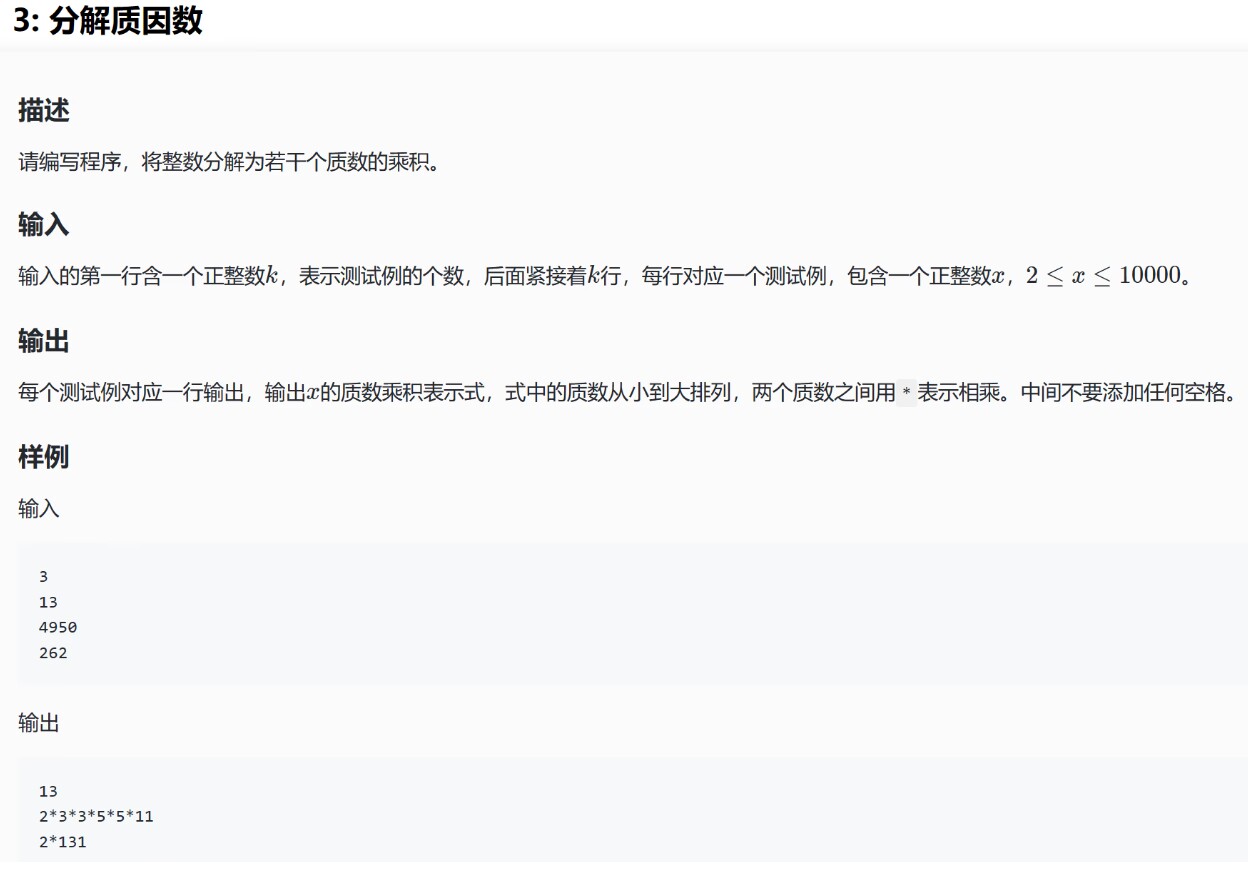 3: 分解质因数
描述
请编写程序，将整数分解为若干个质数的乘积。
输入
输入的第一行含一个正整数k，表示测试例的个数，后面紧接着k行，每行对应一个测试例，包含一个正整数x，2 ≤ x ≤ 10000。
输出
每个测试例对应一行输出，输出x的质数乘积表示式，式中的质数从小到大排列，两个质数之间用 * 表示相乘。中间不要添加任何空格。
样例
输入
3
13
4950
262
输出
13
2*3*3*5*5*11
2*131